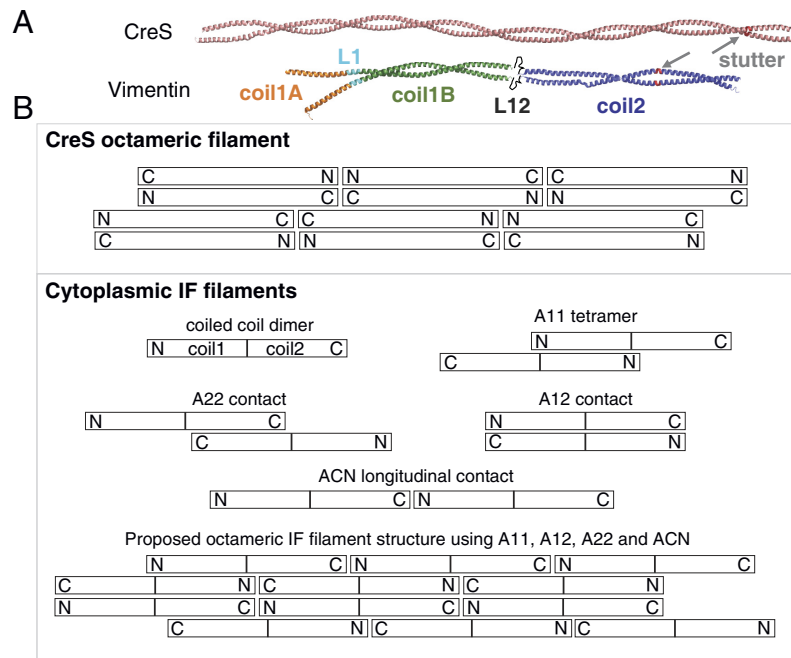 A
CreS
stutter
L1
Vimentin
coil1A
coil1B
L12
coil2
B
CreS octameric filament
C N N C C N
N C C N N C
N C C N N C
C N N C C N
Cytoplasmic IF filaments
coiled coil dimer
N coil1 coil2 C
A11 tetramer
N C
C N
A22 contact
N C
C N
A12 contact
N C
C N
ACN longitudinal contact
N C N C
Proposed octameric IF filament structure using A11, A12, A22 and ACN
N C N C N C
C N C N C N
N C N C N C
C N C N C N